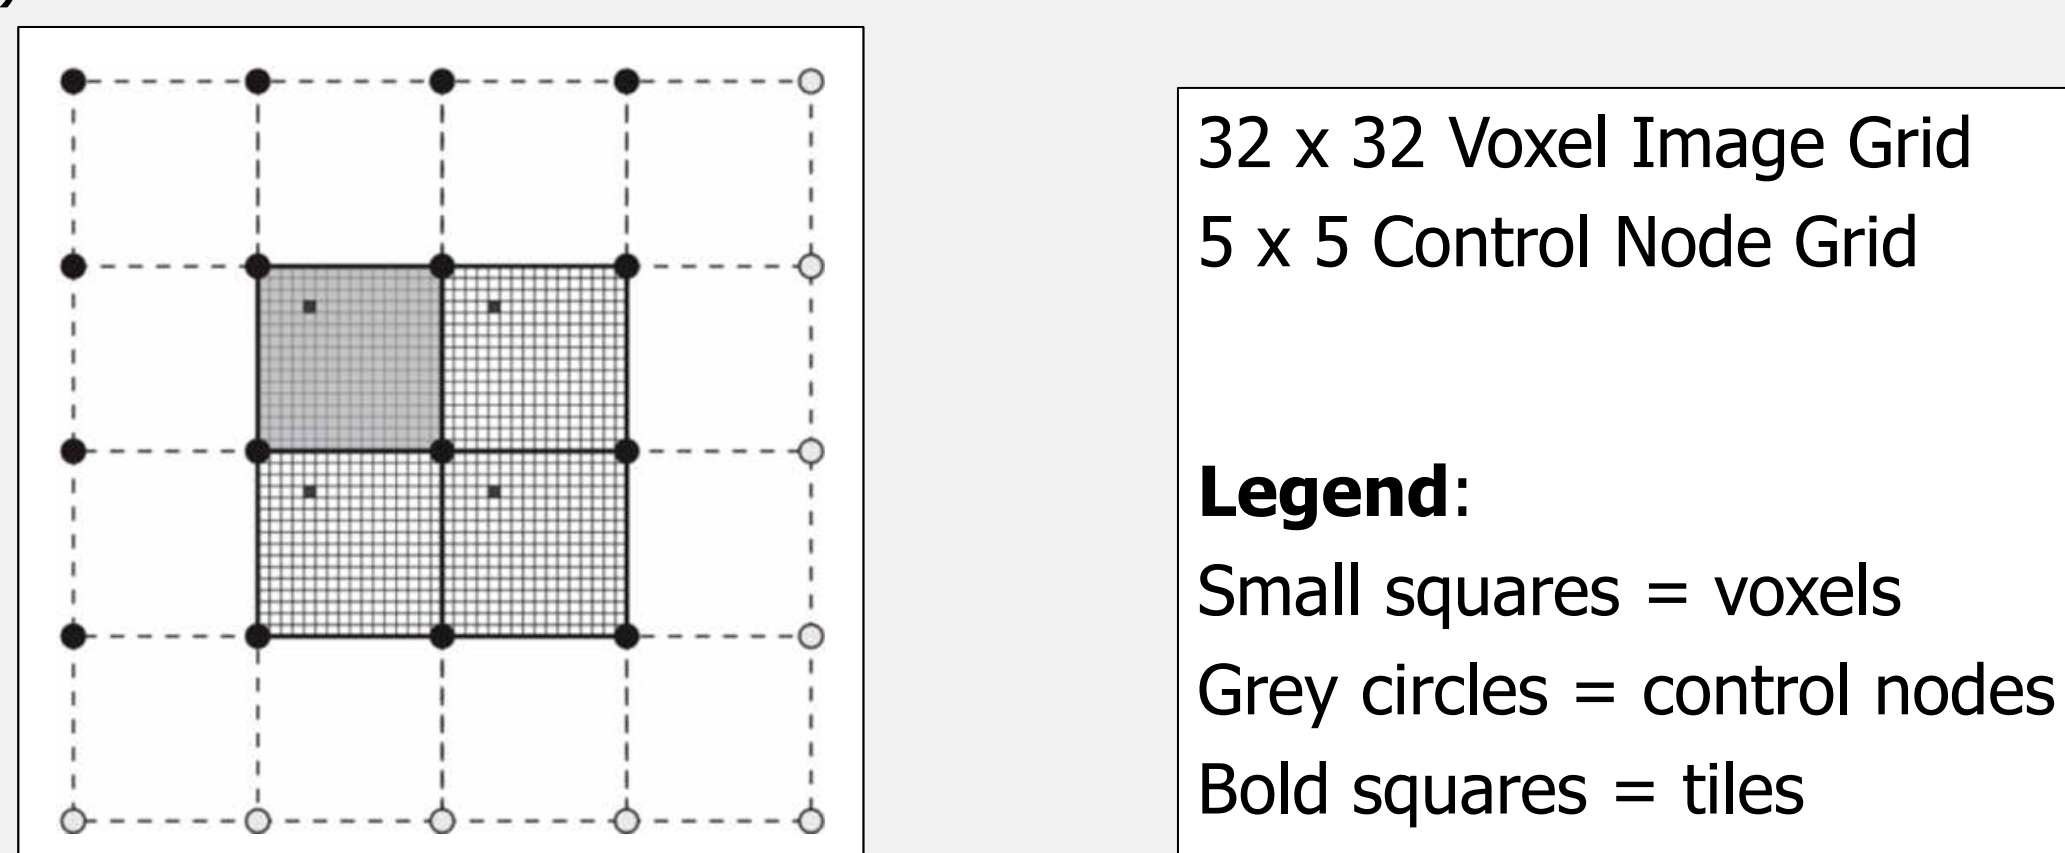 32 x 32 Voxel Image Grid
5 x 5 Control Node Grid
Legend:
Small squares = voxels
Grey circles = control nodes
Bold squares = tiles